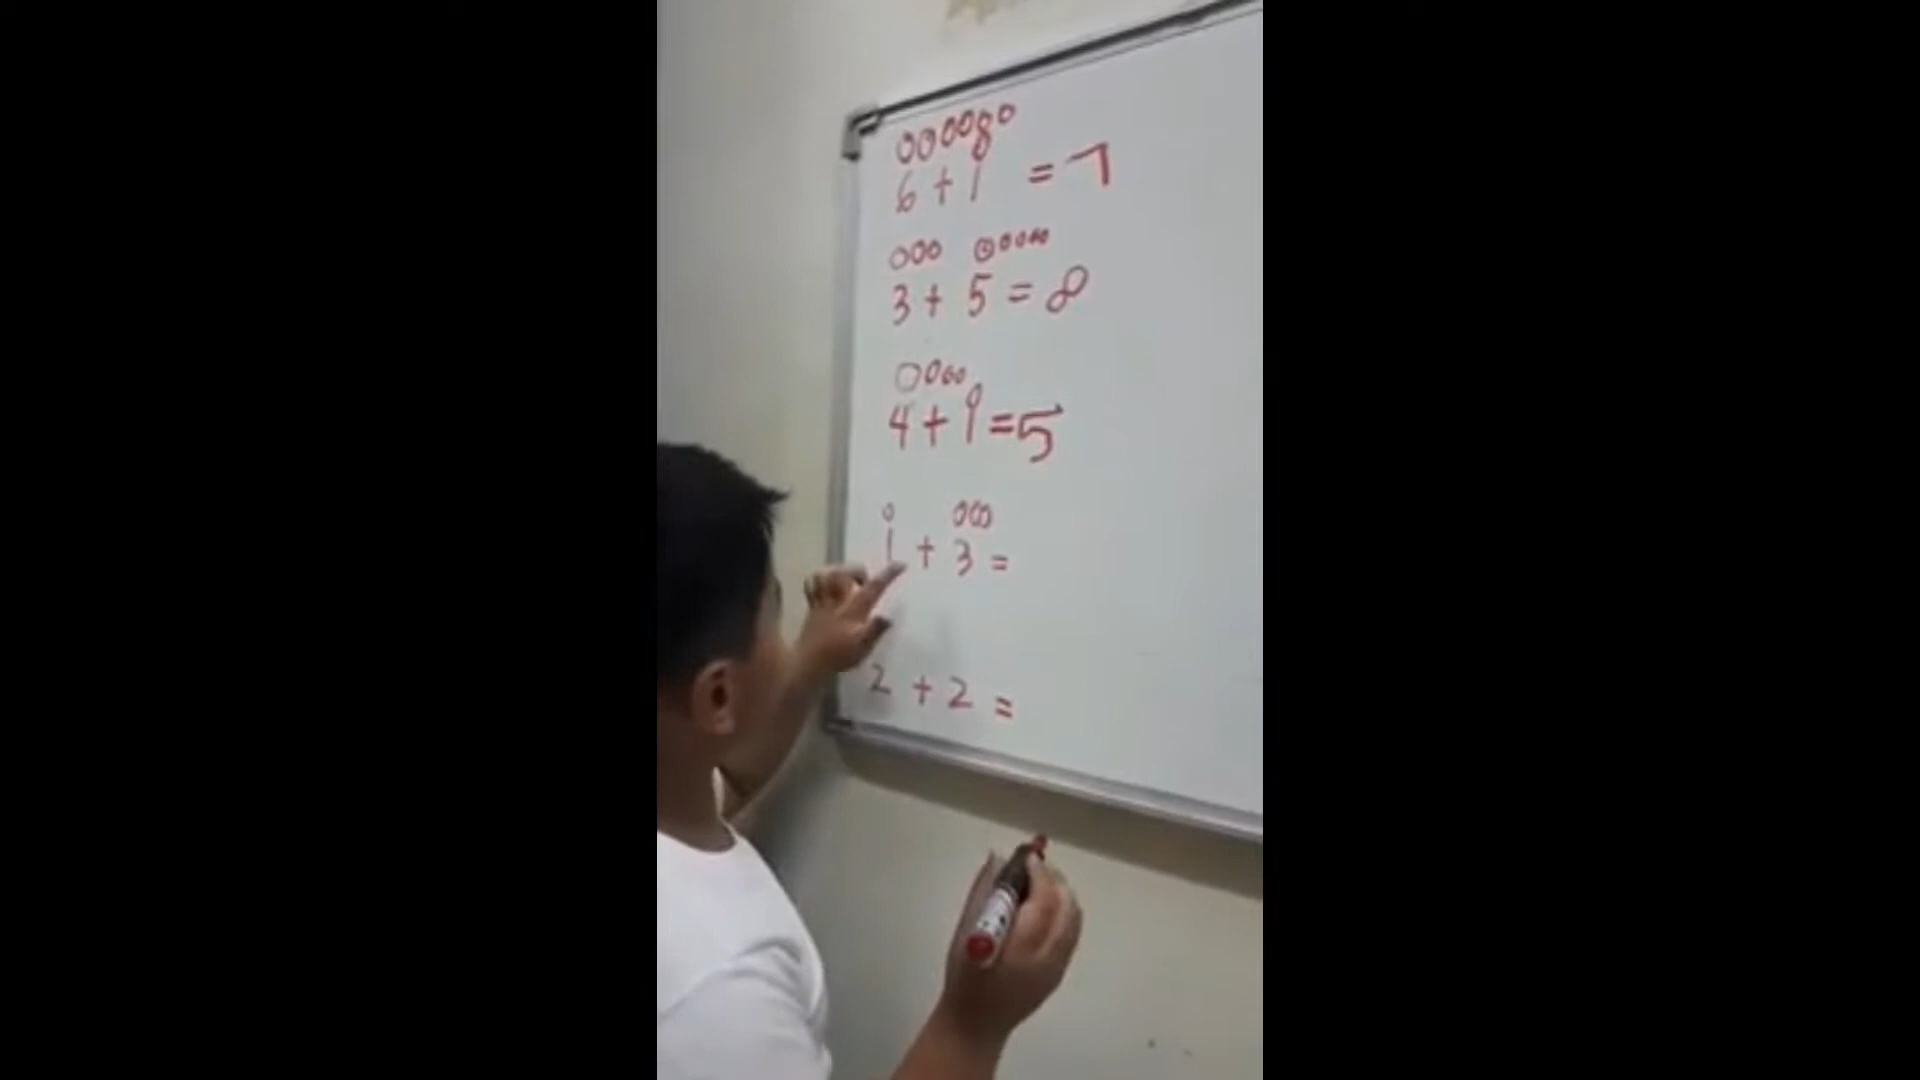 6 + 1 = 7
3 + 5 = 8
4 + 1 = 5
1 + 3 =
2 + 2 =